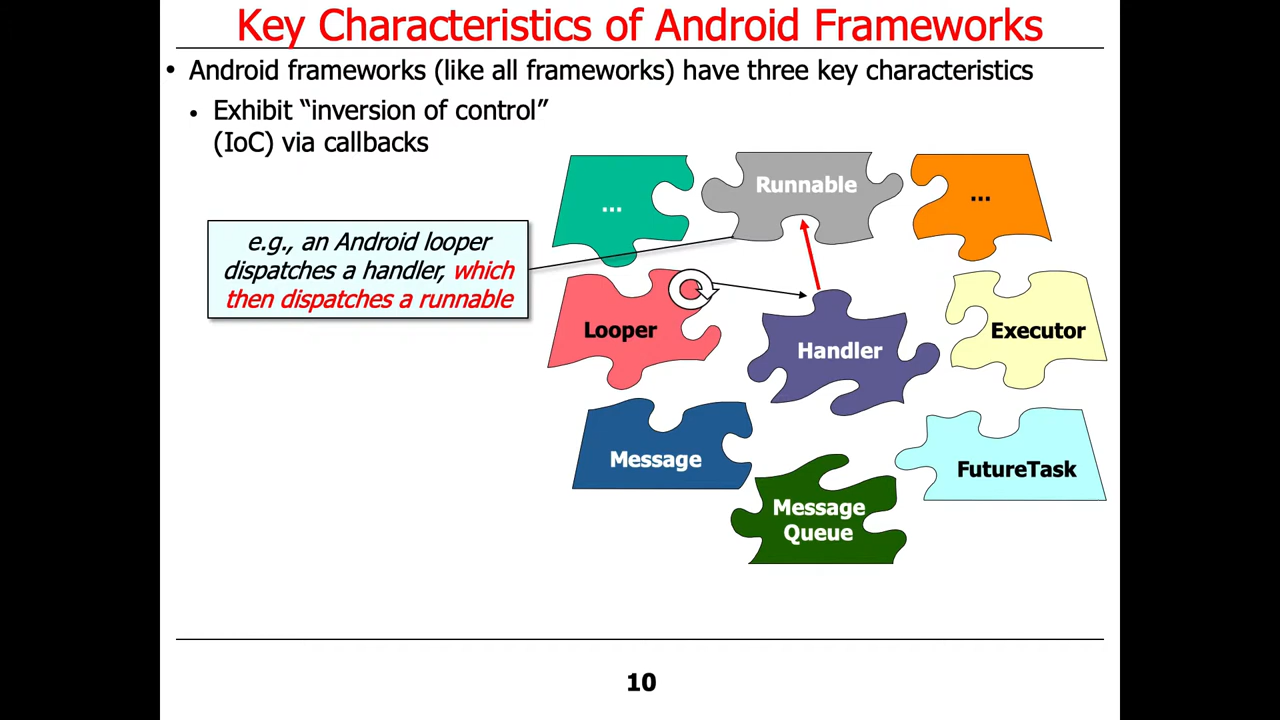 Key Characteristics of Android Frameworks
• Android frameworks (like all frameworks) have three key characteristics
• Exhibit “inversion of control”
(IoC) via callbacks
...
Runnable
...
e.g., an Android looper
dispatches a handler, which
then dispatches a runnable
Looper
Handler
Executor
Message
FutureTask
Message
Queue
10